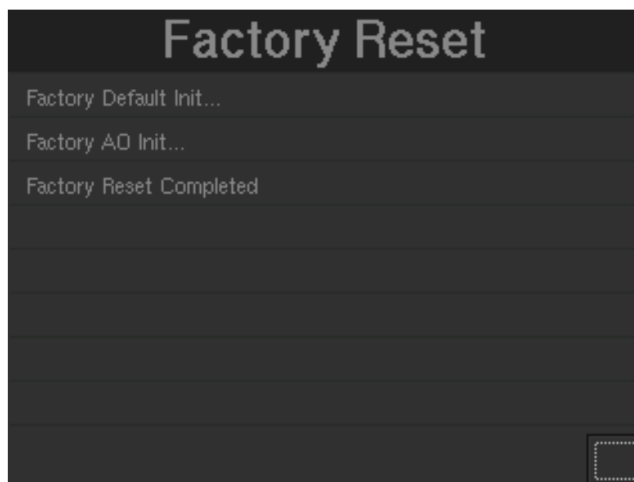 Factory Reset
Factory Default Init...
Factory AO Init...
Factory Reset Completed